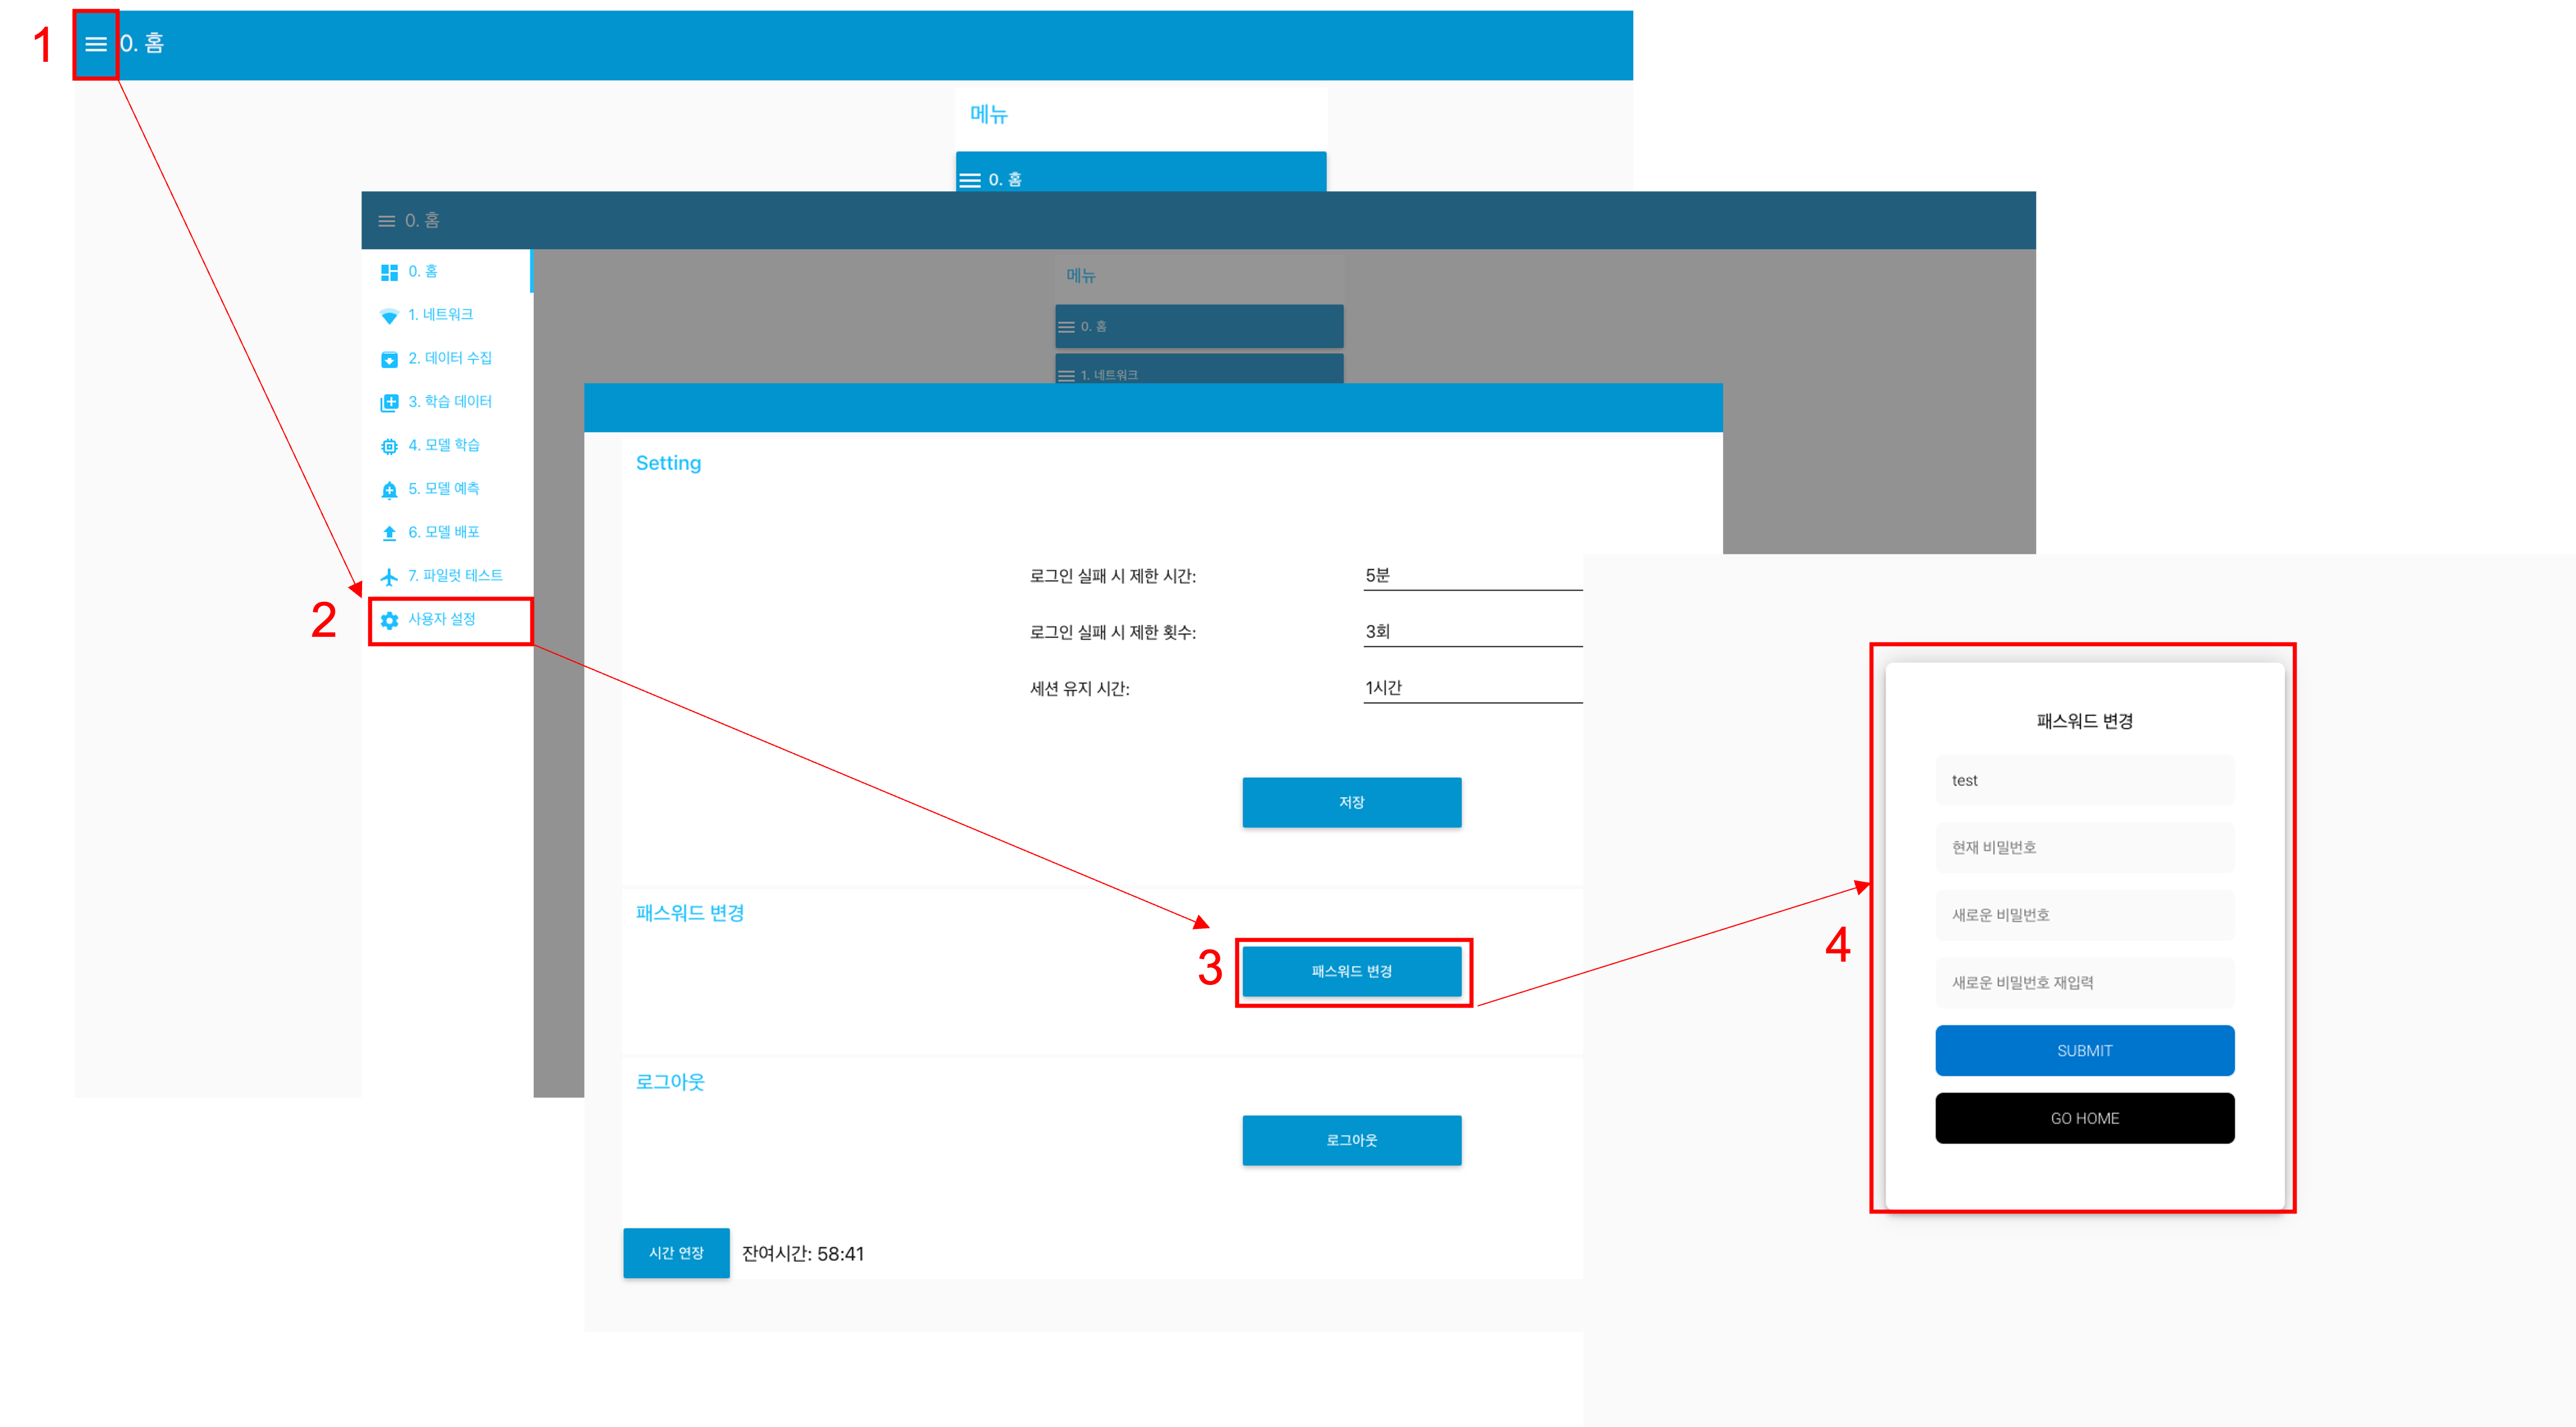 1
0. 홈
메뉴
0. 홈
0. 홈
메뉴
0. 홈
1. 네트워크
0. 홈
1. 네트워크
2. 데이터 수집
3. 학습 데이터
4. 모델 학습
5. 모델 예측
6. 모델 배포
7. 파일럿 테스트
2
사용자 설정
Setting
로그인 실패 시 제한 시간:
5분
로그인 실패 시 제한 횟수:
3회
세션 유지 시간:
1시간
저장
패스워드 변경
3
패스워드 변경
로그아웃
로그아웃
시간 연장
잔여시간: 58:41
4
패스워드 변경
test
현재 비밀번호
새로운 비밀번호
새로운 비밀번호 재입력
SUBMIT
GO HOME